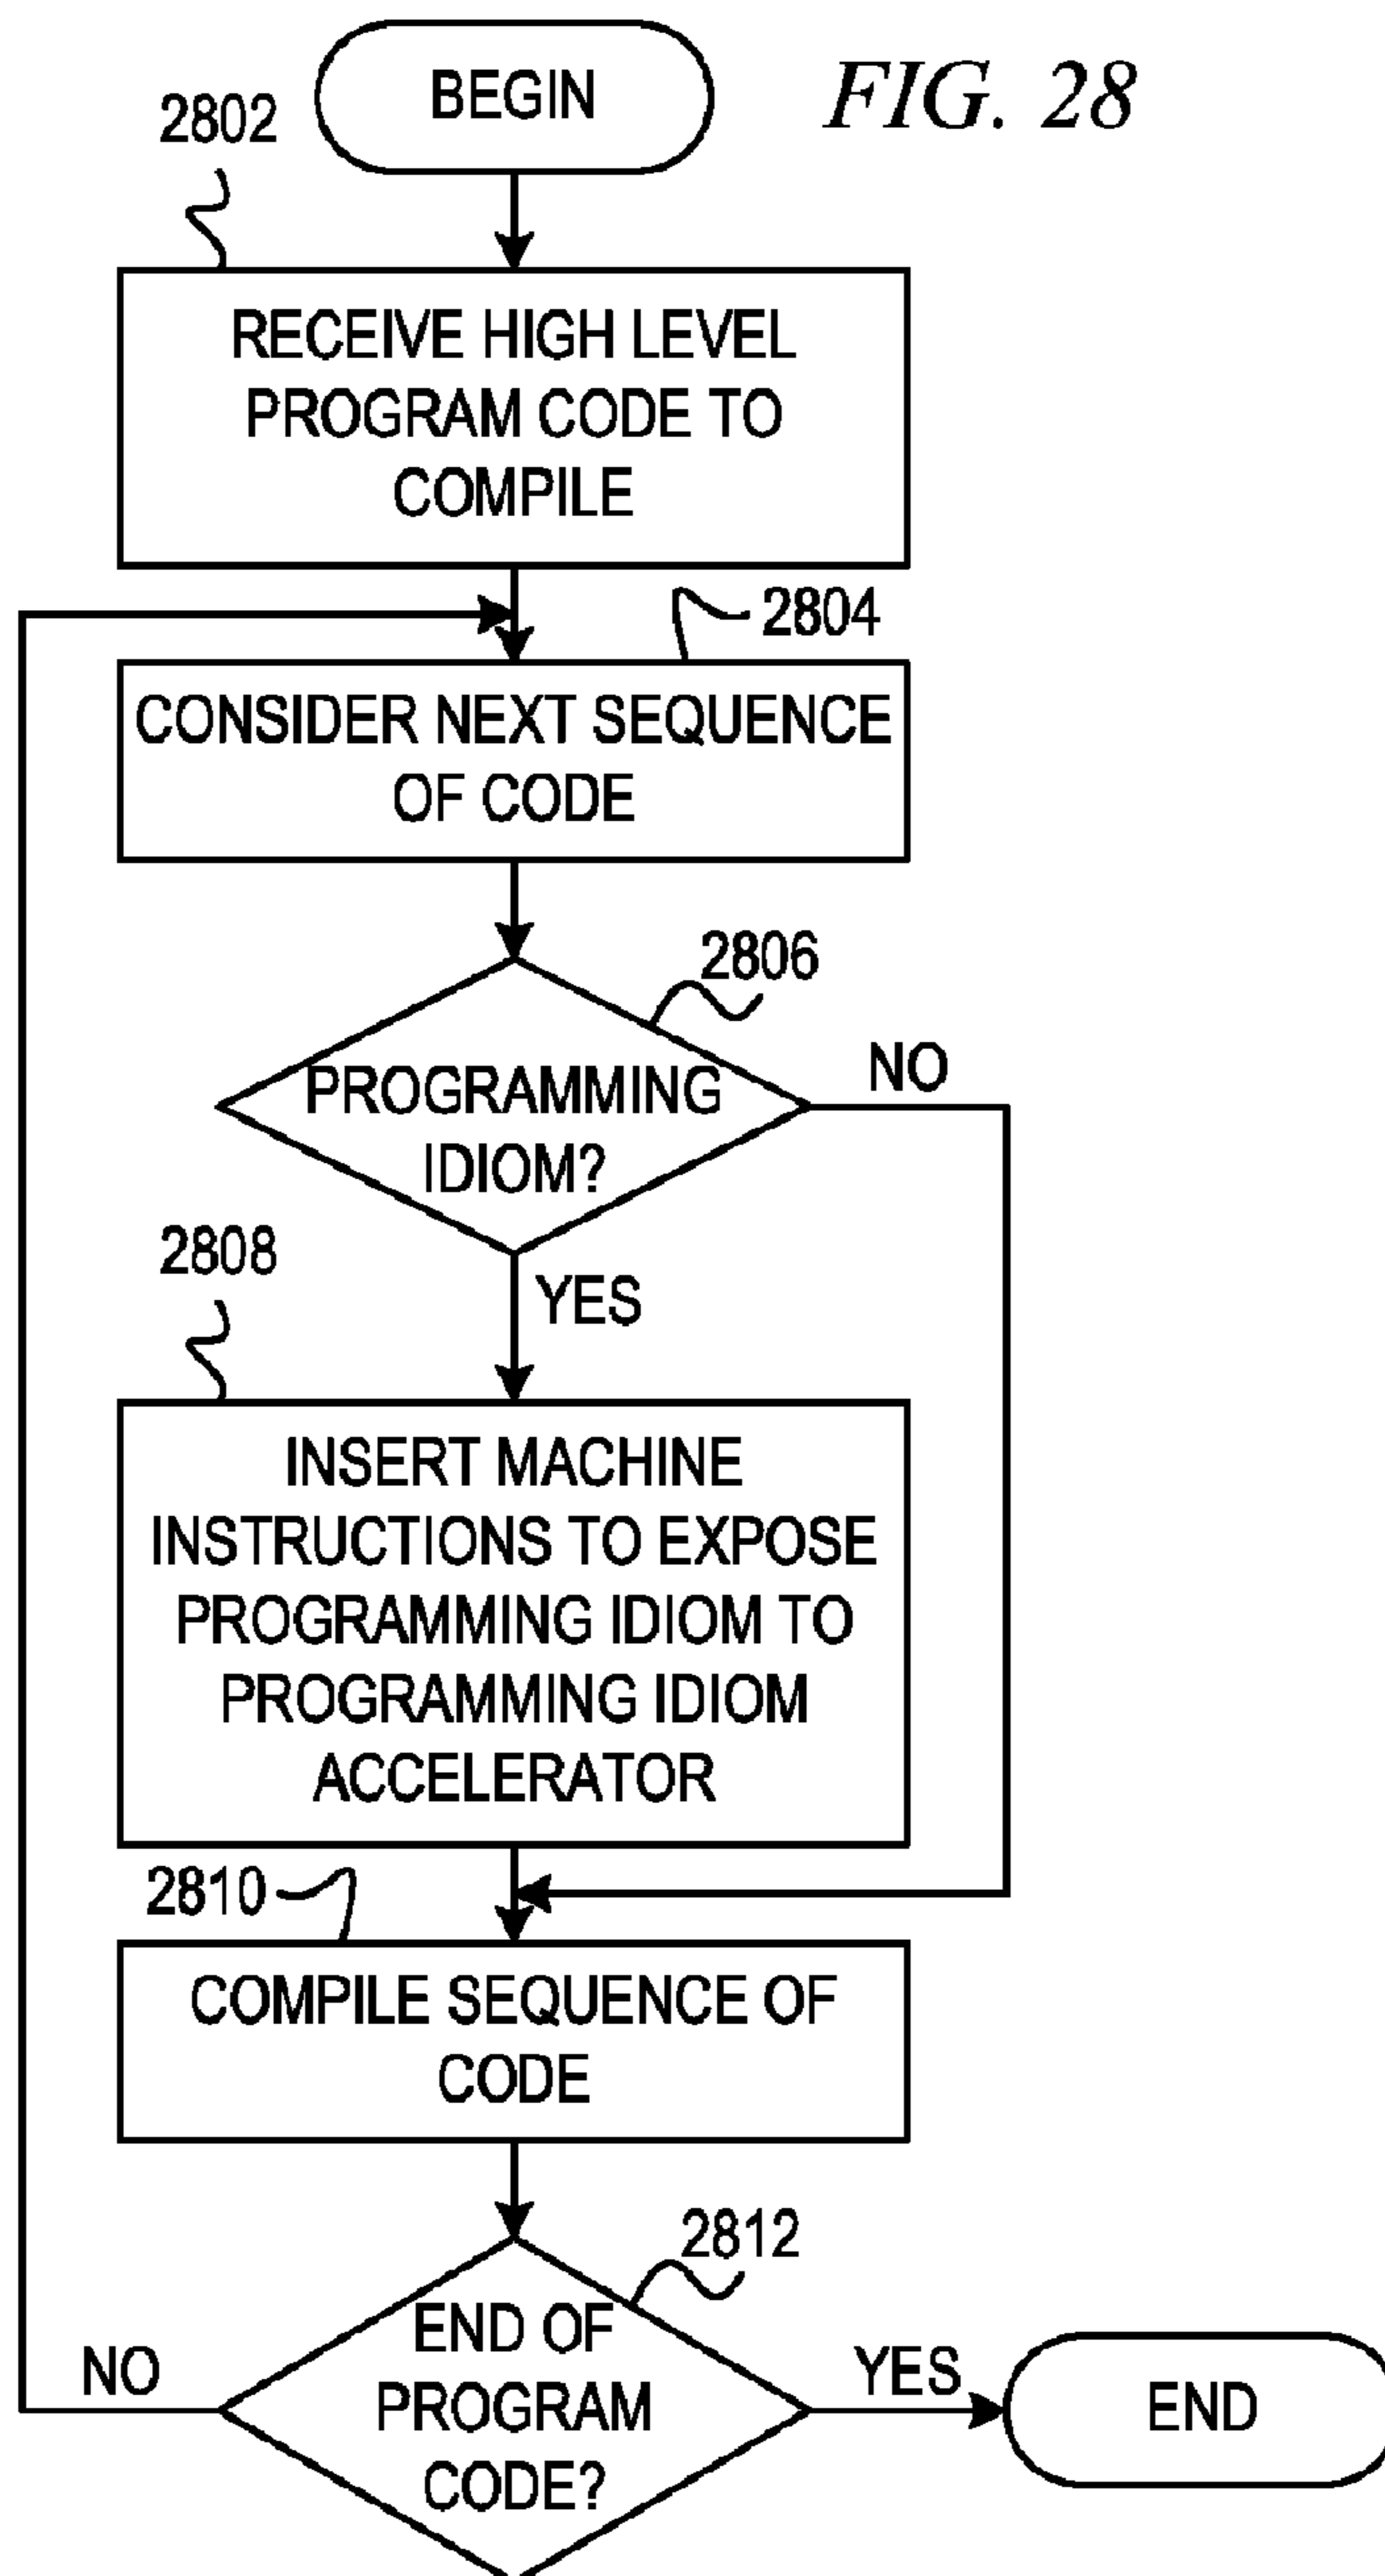 BEGIN
FIG. 28
2802
RECEIVE HIGH LEVEL
PROGRAM CODE TO
COMPILE
2804
CONSIDER NEXT SEQUENCE
OF CODE
2806
PROGRAMMING
IDIOM?
NO
YES
2808
INSERT MACHINE
INSTRUCTIONS TO EXPOSE
PROGRAMMING IDIOM TO
PROGRAMMING IDIOM
ACCELERATOR
2810
COMPILE SEQUENCE OF
CODE
2812
END OF
PROGRAM
CODE?
NO
YES
END